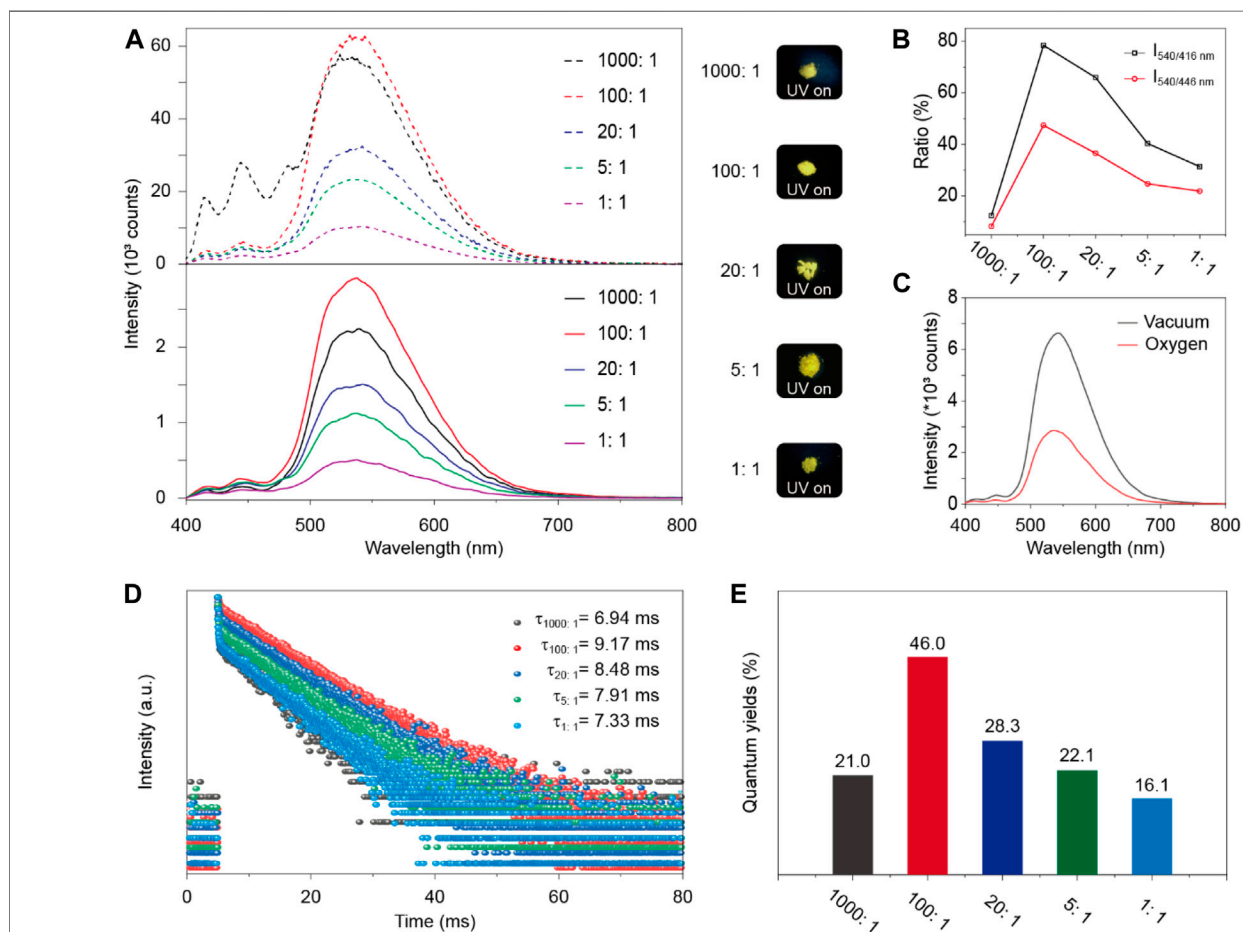 A
60
40
20
0
Intensity (10³ counts)
1000: 1
100: 1
20: 1
5: 1
1: 1
2
1
0
1000: 1
100: 1
20: 1
5: 1
1: 1
400 500 600 700 800
Wavelength (nm)
1000: 1 UV on
100: 1 UV on
20: 1 UV on
5: 1 UV on
1: 1 UV on
B
80
60
40
20
Ratio (%)
I540/416 nm
I540/446 nm
1000: 1 100: 1 20: 1 5: 1 1: 1
C
8
6
4
2
0
Intensity (*10³ counts)
Vacuum
Oxygen
400 500 600 700 800
Wavelength (nm)
D
Intensity (a.u.)
τ1000: 1= 6.94 ms
τ100: 1= 9.17 ms
τ20: 1= 8.48 ms
τ5: 1= 7.91 ms
τ1: 1= 7.33 ms
0 20 40 60 80
Time (ms)
E
Quantum yields (%)
21.0
46.0
28.3
22.1
16.1
1000: 1 100: 1 20: 1 5: 1 1: 1